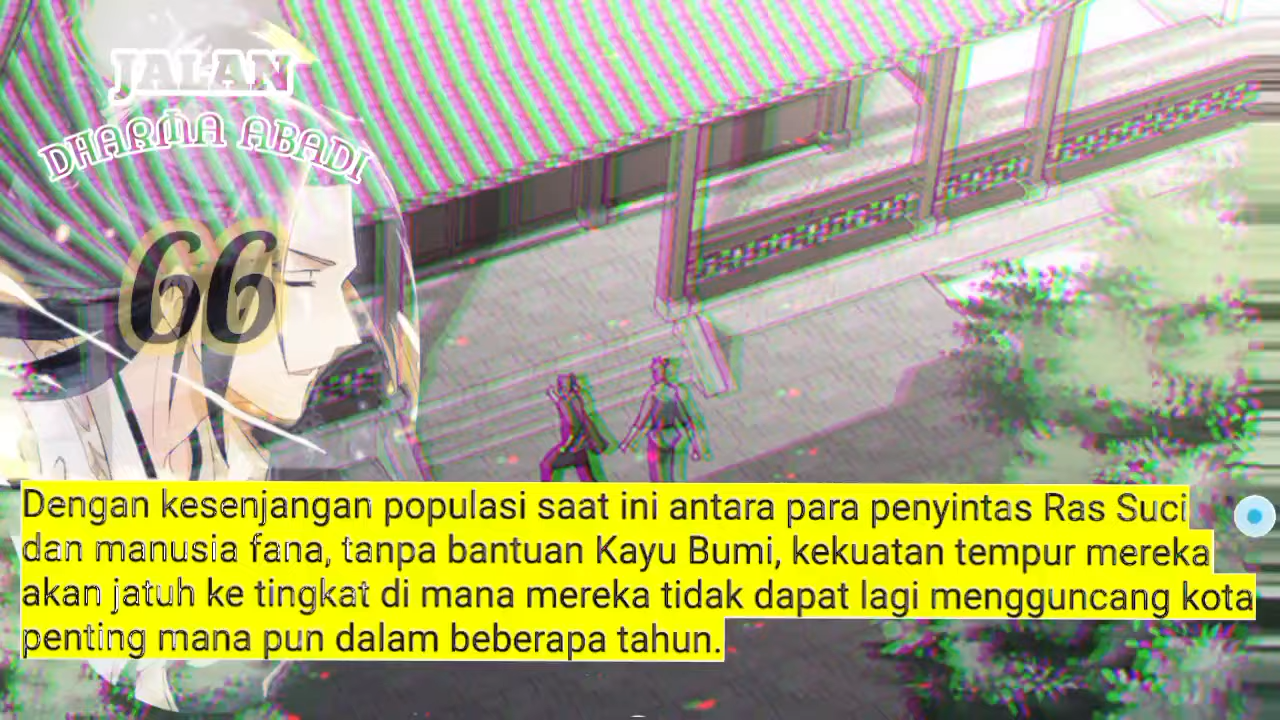 JALAN
DHARMA ABADI
66
Dengan kesenjangan populasi saat ini antara para penyintas Ras Suci
dan manusia fana, tanpa bantuan Kayu Bumi, kekuatan tempur mereka
akan jatuh ke tingkat di mana mereka tidak dapat lagi mengguncang kota
penting mana pun dalam beberapa tahun.